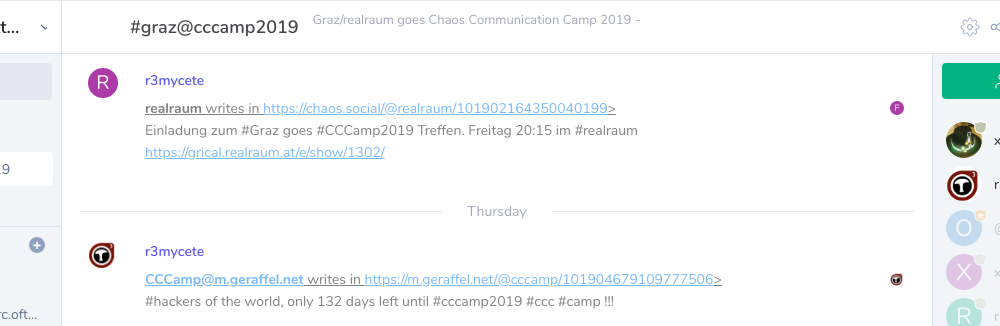 tt... #graz@cccamp2019 Graz/realraum goes Chaos Communication Camp 2019 -
R r3mycete
realraum writes in https://chaos.social/@realraum/101902164350040199> F
Einladung zum #Graz goes #CCCamp2019 Treffen. Freitag 20:15 im #realraum
https://grical.realraum.at/e/show/1302/
x
19
r
Thursday
O @
r3mycete
CCCamp@m.geraffel.net writes in https://m.geraffel.net/@cccamp/101904679109777506>
X x
#hackers of the world, only 132 days left until #cccamp2019 #ccc #camp !!!
rc.oft...
R r